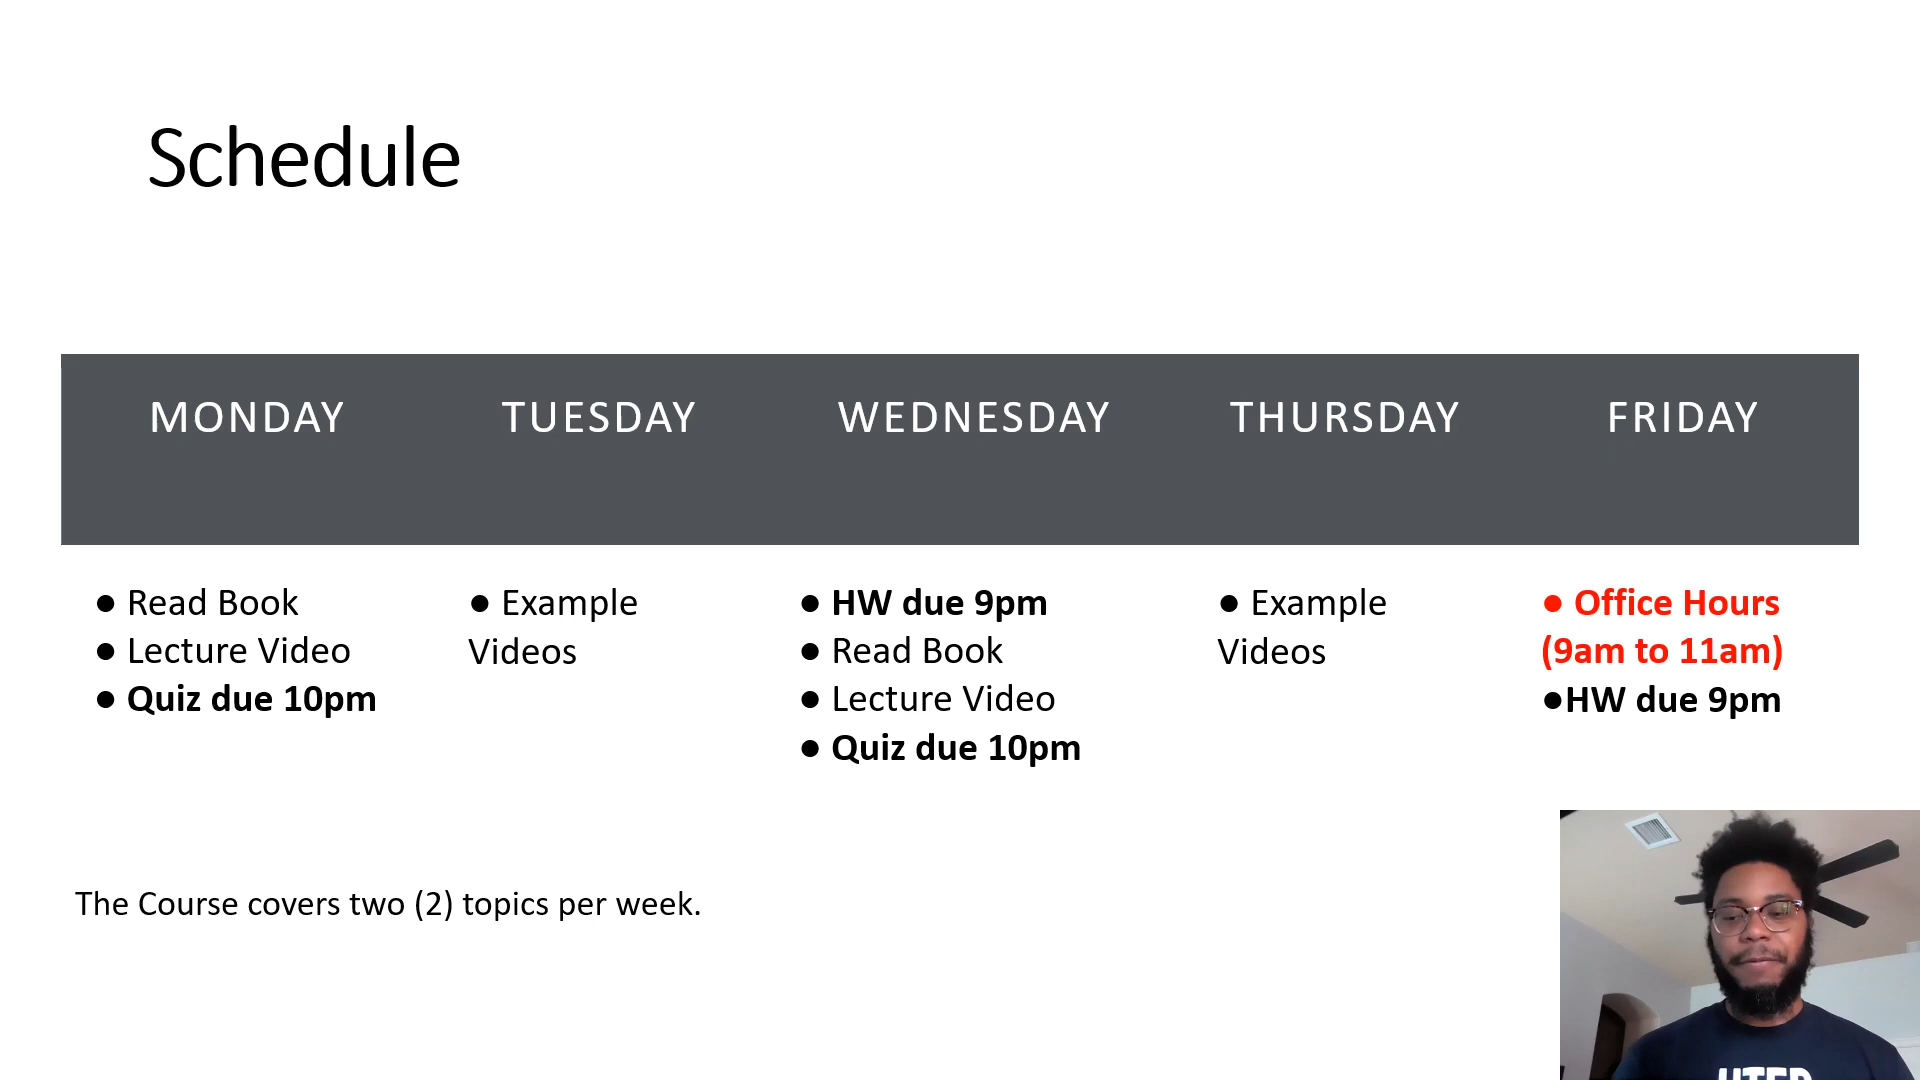 Schedule
MONDAY
TUESDAY
WEDNESDAY
THURSDAY
FRIDAY
● Read Book
● Lecture Video
● Quiz due 10pm
● Example
Videos
● HW due 9pm
● Read Book
● Lecture Video
● Quiz due 10pm
● Example
Videos
● Office Hours
(9am to 11am)
●HW due 9pm
The Course covers two (2) topics per week.